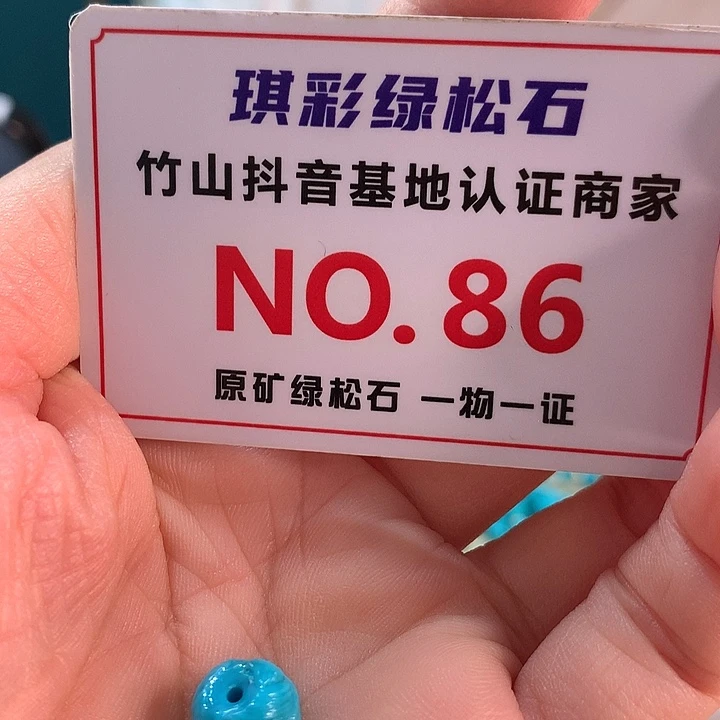 琪彩绿松石
竹山抖音基地认证商家
NO.86
原矿绿松石 一物一证